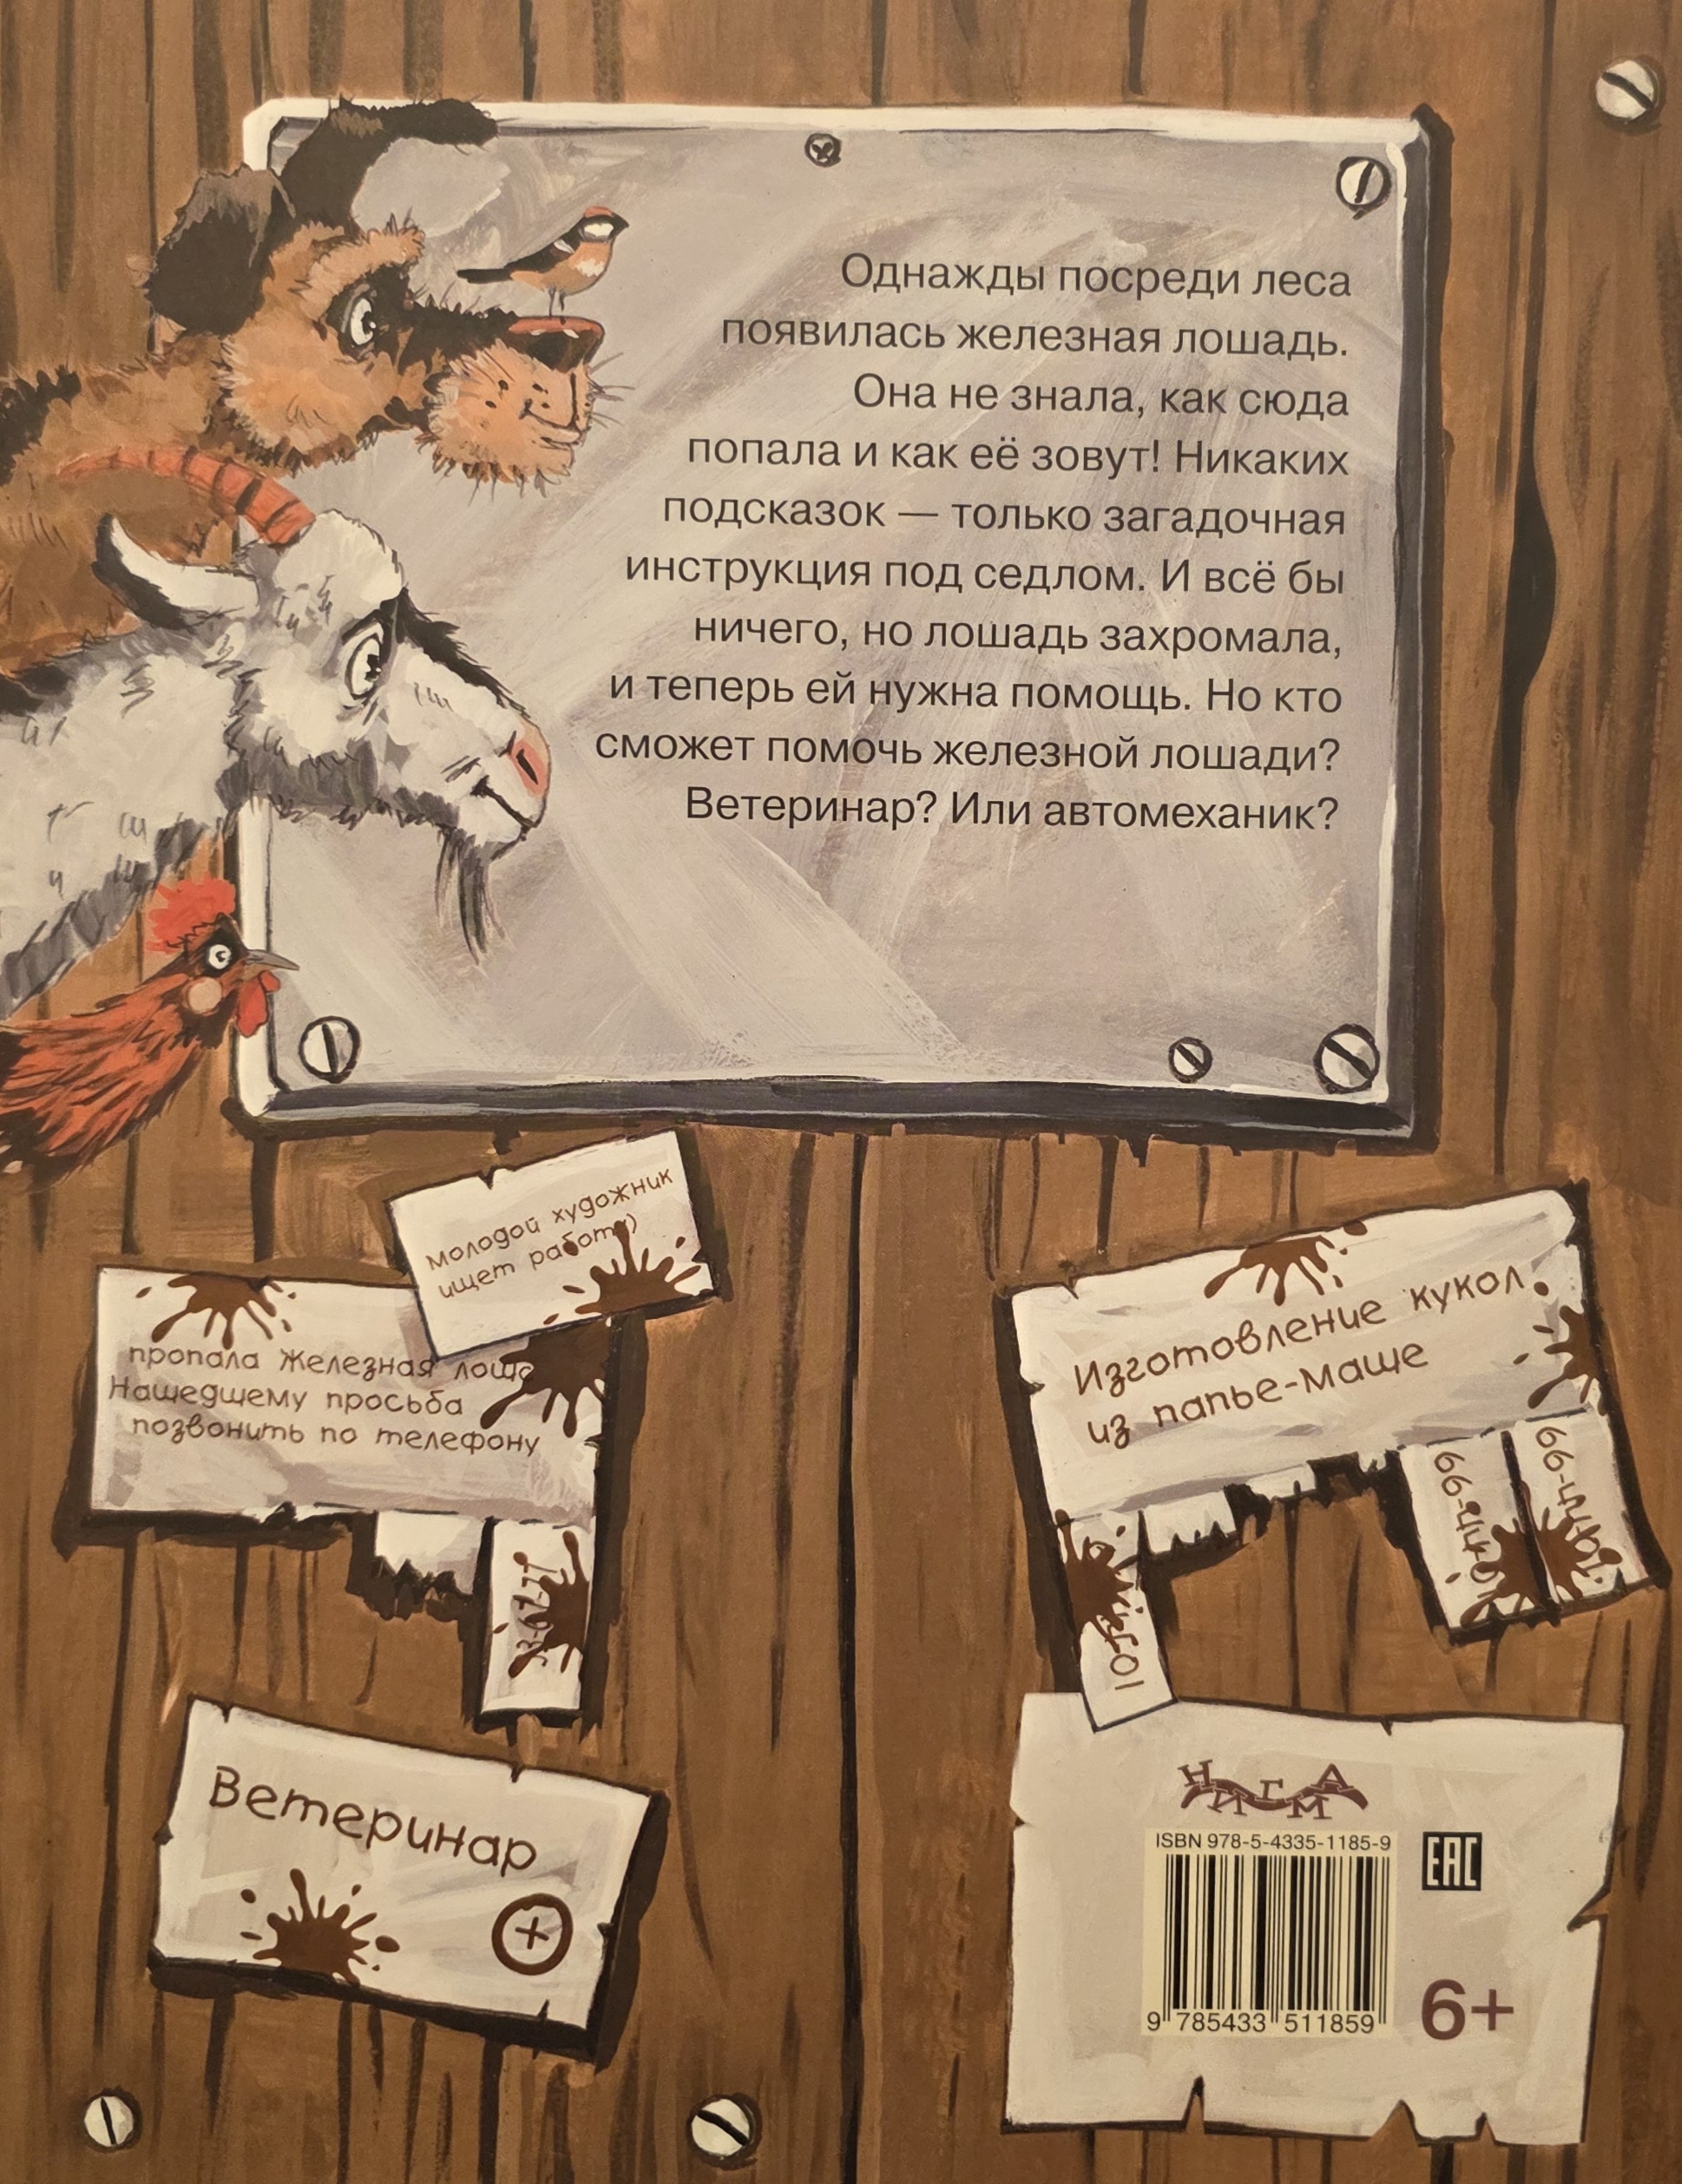 Однажды посреди леса
появилась железная лошадь.
Она не знала, как сюда
попала и как её зовут! Никаких
подсказок — только загадочная
инструкция под седлом. И всё бы
ничего, но лошадь захромала,
и теперь ей нужна помощь. Но кто
сможет помочь железной лошади?
Ветеринар? Или автомеханик?
молодой художник
ищет работу)
пропала Железная
Нашедшему просьба
позвонить по телефону
Изготовление кукол
из папье-маше
Ветеринар
+
НИГМА
ISBN 978-5-4335-1185-9
EAC
9 785433 511859
6+